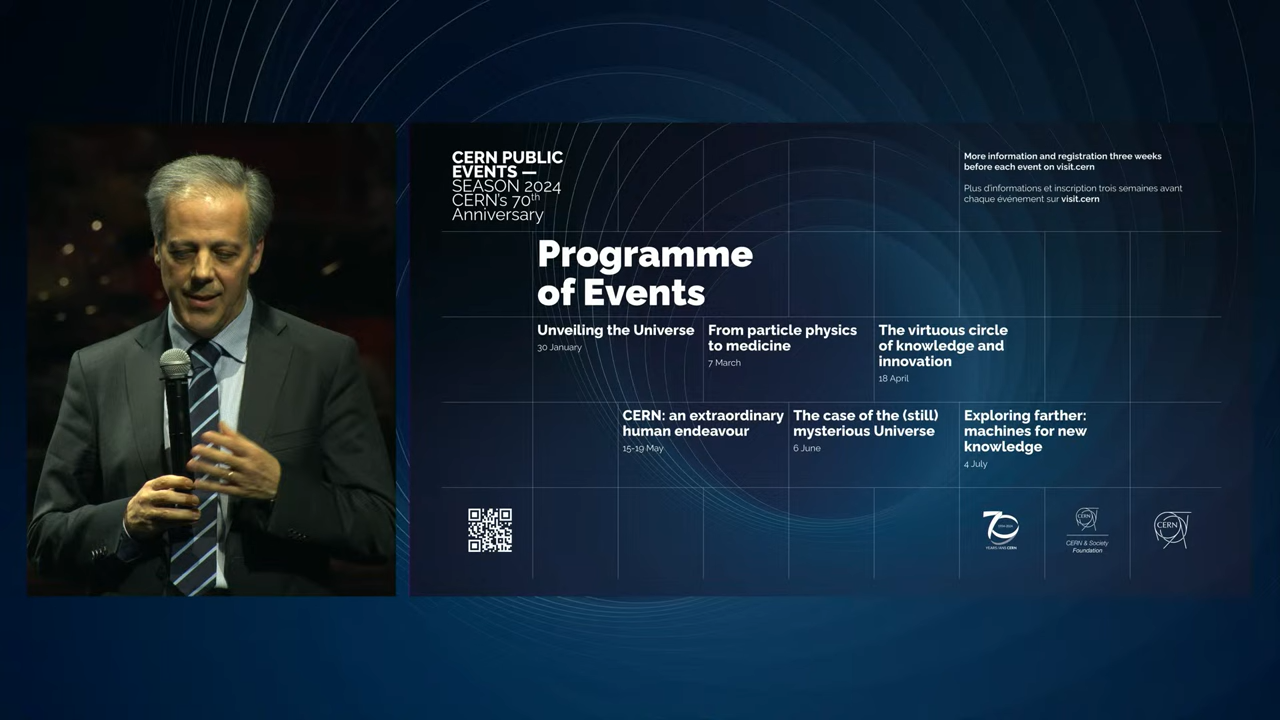 CERN PUBLIC
EVENTS —
SEASON 2024
CERN's 70th
Anniversary
More information and registration three weeks
before each event on visit.cern
Plus d'informations et inscription trois semaines avant
chaque événement sur visit.cern
Programme
of Events
Unveiling the Universe
30 January
From particle physics
to medicine
7 March
The virtuous circle
of knowledge and
innovation
18 April
CERN: an extraordinary
human endeavour
15-19 May
The case of the (still)
mysterious Universe
6 June
Exploring farther:
machines for new
knowledge
4 July
70
CERN
CERN & Society
Foundation
CERN